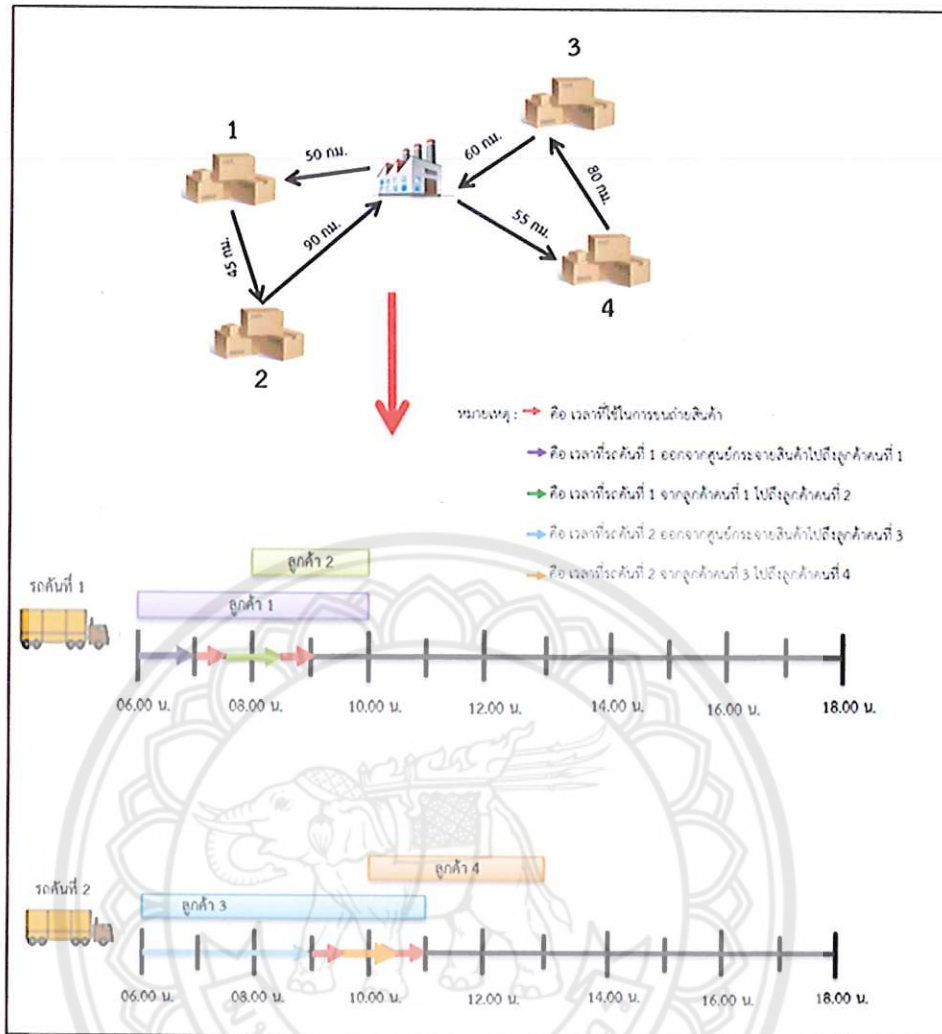 3
1
50 กม.
60 กม.
80 กม.
45 กม.
90 กม.
55 กม.
4
2
หมายเหตุ : คือ เวลาที่ใช้ในการขนถ่ายสินค้า
คือ เวลาที่รถคันที่ 1 ออกจากศูนย์กระจายสินค้าไปถึงลูกค้าคนที่ 1
คือ เวลาที่รถคันที่ 1 จากลูกค้าคนที่ 1 ไปถึงลูกค้าคนที่ 2
คือ เวลาที่รถคันที่ 2 ออกจากศูนย์กระจายสินค้าไปถึงลูกค้าคนที่ 3
คือ เวลาที่รถคันที่ 2 จากลูกค้าคนที่ 3 ไปถึงลูกค้าคนที่ 4
ลูกค้า 2
รถคันที่ 1
ลูกค้า 1
06.00 น. 08.00 น. 10.00 น. 12.00 น. 14.00 น. 16.00 น. 18.00 น.
ลูกค้า 4
รถคันที่ 2
ลูกค้า 3
06.00 น. 08.00 น. 10.00 น. 12.00 น. 14.00 น. 16.00 น. 18.00 น.